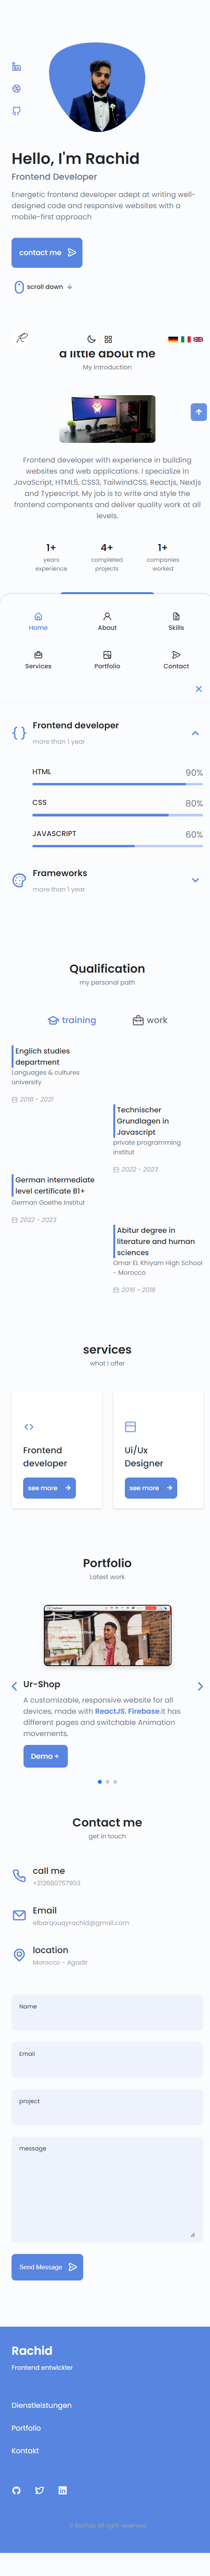 Hello, I'm Rachid
Frontend Developer
Energetic frontend developer adept at writing well-
designed code and responsive websites with a
mobile-first approach
contact me
scroll down
a little about me
My introduction
Frontend developer with experience in building
websites and web applications. I specialize in
JavaScript, HTML5, CSS3, TailwindCSS, Reactjs, Nextjs
and Typescript. My job is to write and style the
frontend components and deliver quality work at all
levels.
1+ 4+ 1+
years completed companies
experience projects worked
Home About Skills
Services Portfolio Contact
Frontend developer
more than 1 year
HTML 90%
CSS 80%
JAVASCRIPT 60%
Frameworks
more than 1 year
Qualification
my personal path
training work
Englich studies
department
Languages & cultures
university
2018 - 2021
Technischer
Grundlagen in
Javascript
private programming
institut
2022 - 2023
German intermediate
level certificate B1+
German Goethe Institut
2022 - 2023
Abitur degree in
literature and human
sciences
Omar EL Khiyam High School
- Morocco
2016 - 2018
services
what I offer
Frontend
developer
see more
Ui/Ux
Designer
see more
Portfolio
Latest work
Ur-Shop
A customizable, responsive website for all
devices, made with ReactJS, Firebase.It has
different pages and switchable Animation
movements.
Demo
Contact me
get in touch
call me
+212680757903
Email
elbarqouqyrachid@gmail.com
location
Morocco - Agadir
Name
Email
project
message
Send Message
Rachid
Frontend entwickler
Dienstleistungen
Portfolio
Kontakt
© Rachid. All right reserved